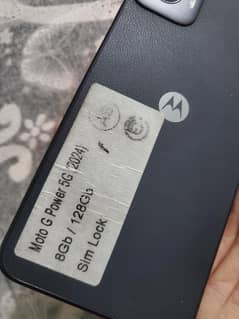 Moto G Power 5G (2024)
8Gb / 128Gb
Sim Lock